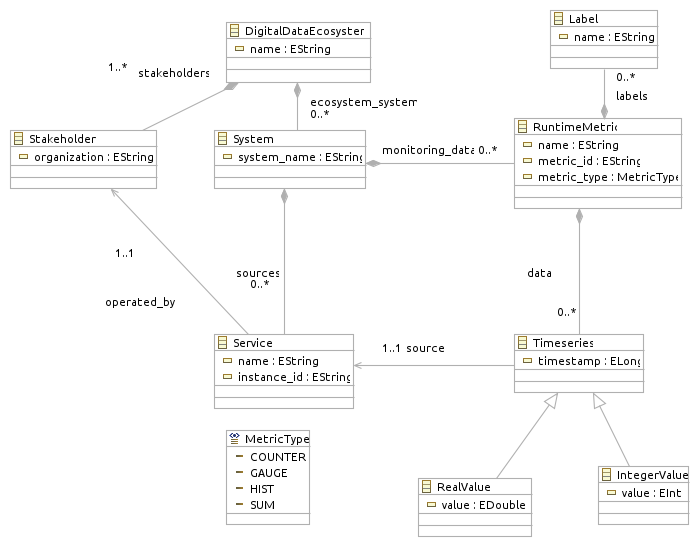 DigitalDataEcosyster
name : EString
Label
name : EString
1..*
stakeholders
ecosystem_system
0..*
0..*
labels
Stakeholder
organization : EString
System
system_name : EString
monitoring_data
0..*
RuntimeMetric
name : EString
metric_id : EString
metric_type : MetricType
1..1
operated_by
sources
0..*
data
0..*
Service
name : EString
instance_id : EString
1..1 source
Timeseries
timestamp : ELong
MetricType
COUNTER
GAUGE
HIST
SUM
RealValue
value : EDouble
IntegerValue
value : EInt